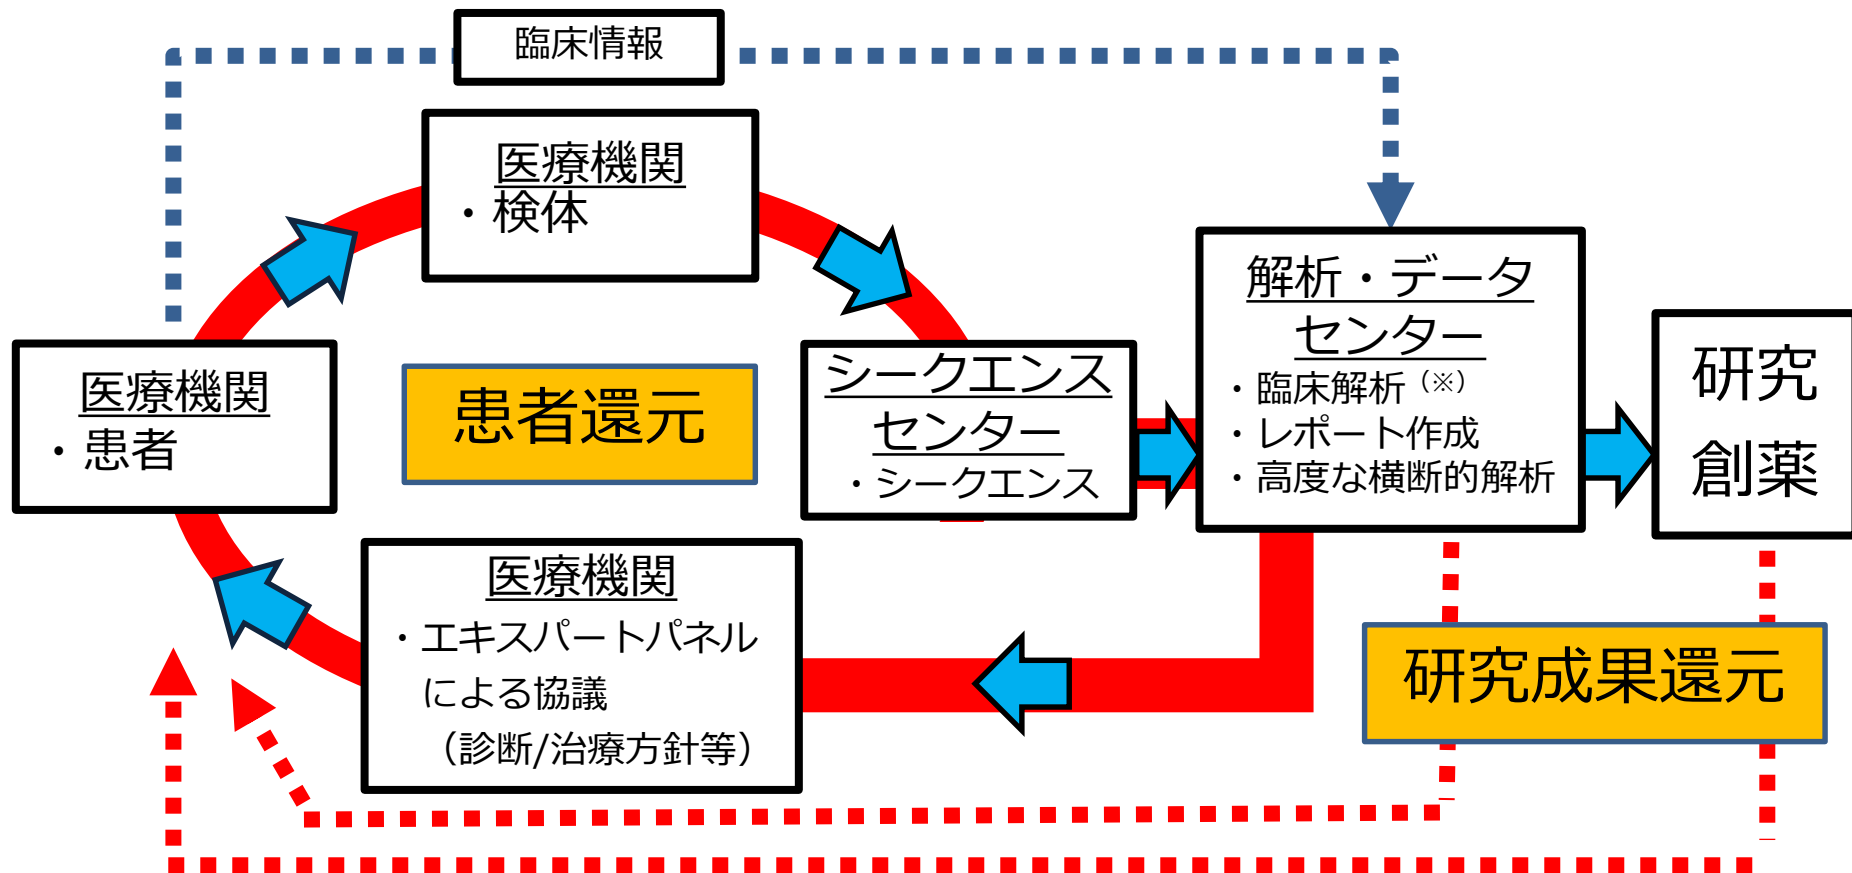 臨床情報
医療機関
・検体
医療機関
・患者
患者還元
シークエンス
センター
・シークエンス
解析・データ
センター
・臨床解析（※）
・レポート作成
・高度な横断的解析
研究
創薬
医療機関
・エキスパートパネル
による協議
（診断/治療方針等）
研究成果還元